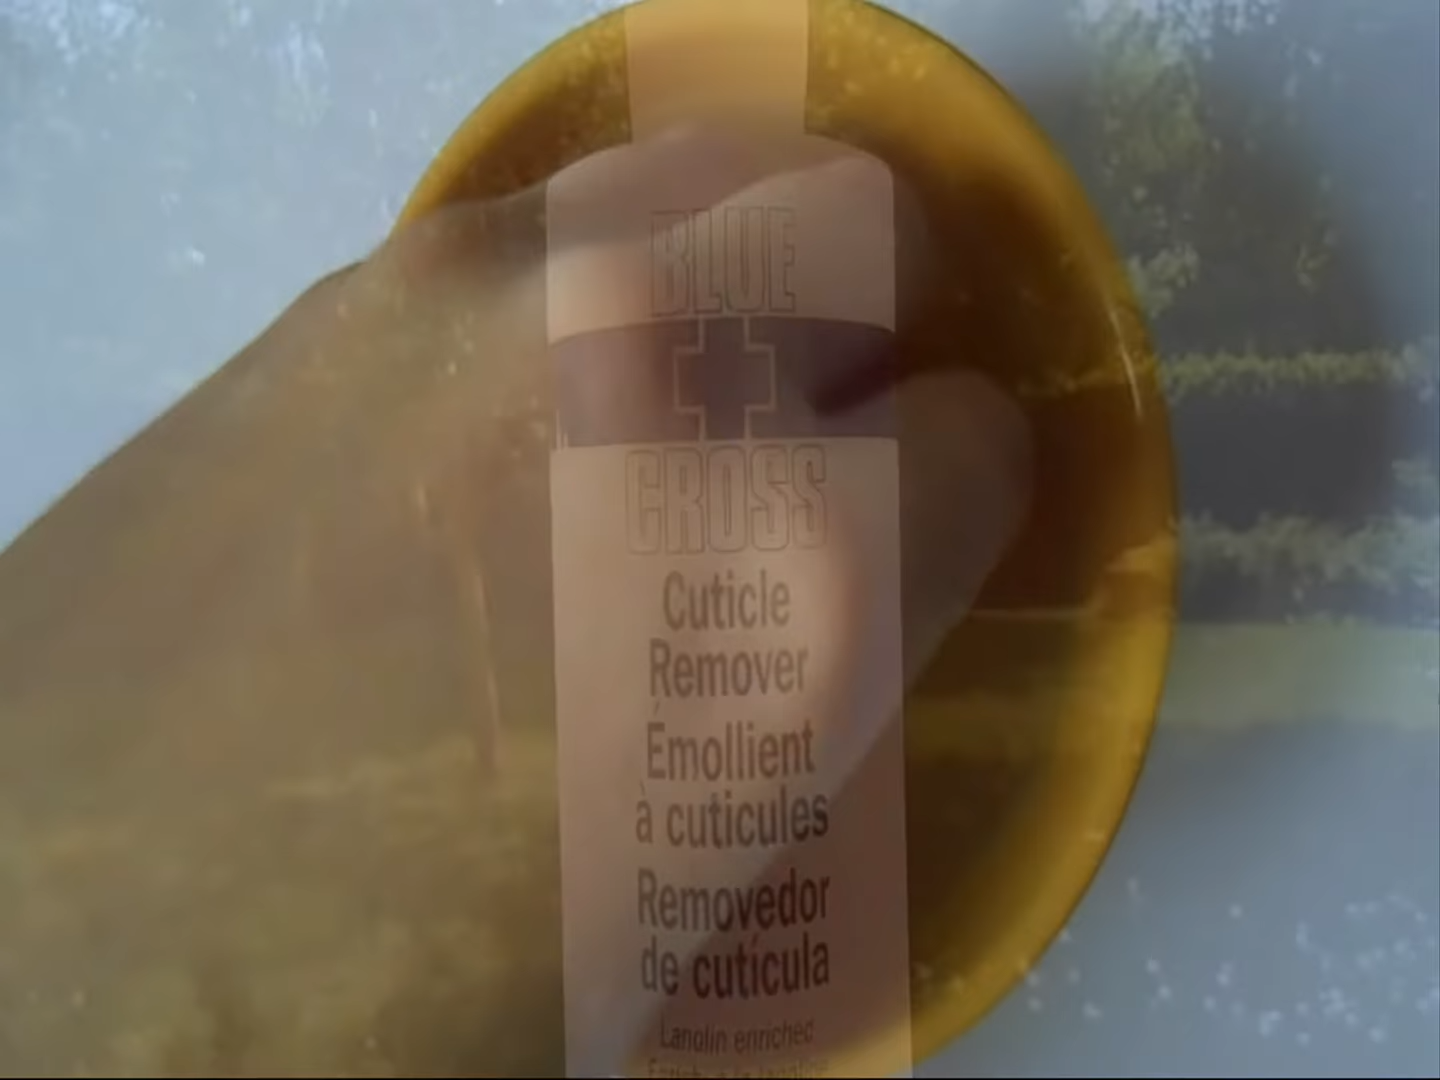 BLUE
CROSS
Cuticle
Remover
Émollient
à cuticules
Removedor
de cutícula
Lanolin enriched